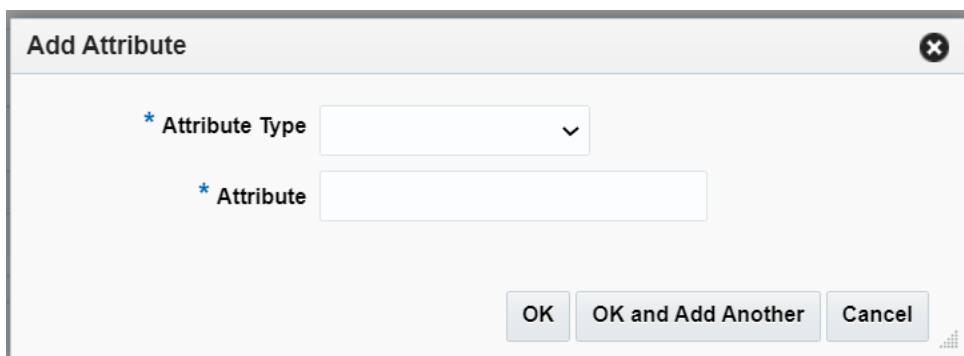 Add Attribute
* Attribute Type
* Attribute
OK OK and Add Another Cancel